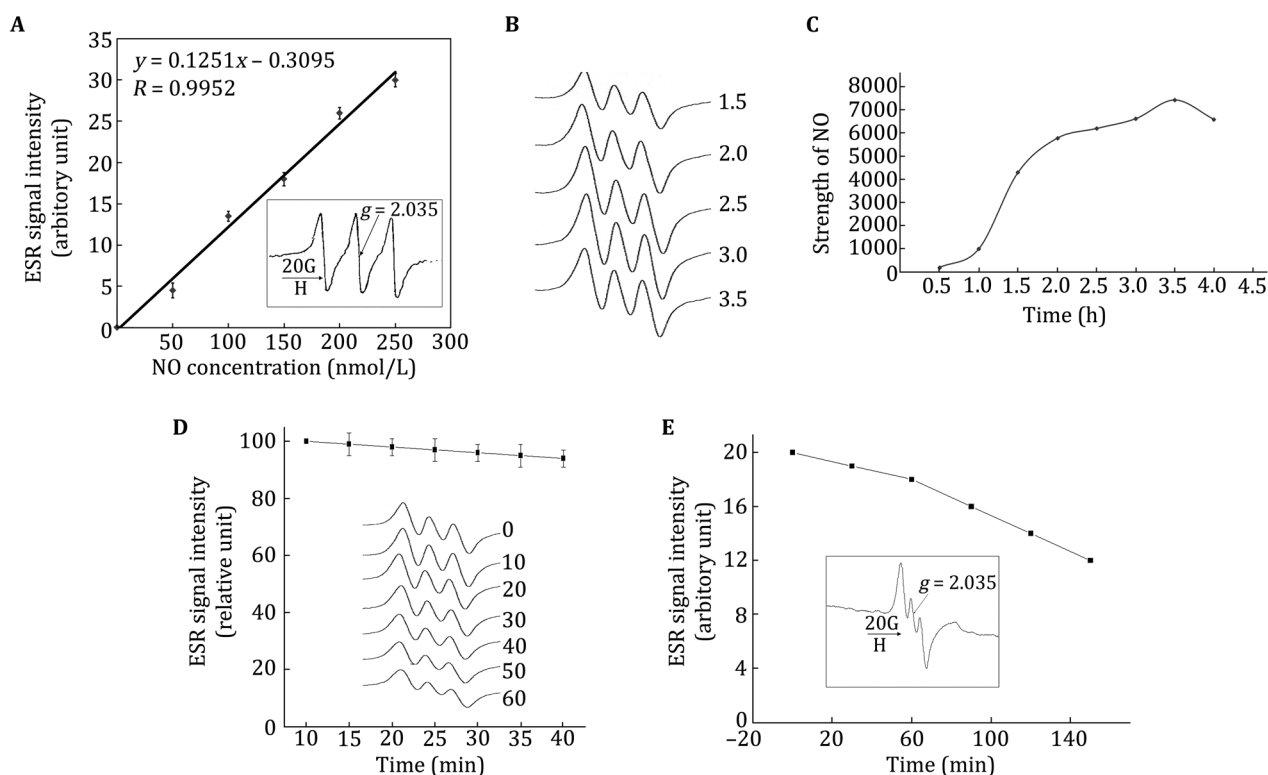 A
ESR signal intensity
(arbitory unit)
35
30
25
20
15
10
5
0
y = 0.1251x – 0.3095
R = 0.9952
g = 2.035
20G
H
50
100
150
200
250
300
NO concentration (nmol/L)
B
1.5
2.0
2.5
3.0
3.5
C
Strength of NO
8000
7000
6000
5000
4000
3000
2000
1000
0
0.5
1.0
1.5
2.0
2.5
3.0
3.5
4.0
4.5
Time (h)
D
ESR signal intensity
(relative unit)
100
80
60
40
20
0
0
10
20
30
40
50
60
10
15
20
25
30
35
40
Time (min)
E
ESR signal intensity
(arbitory unit)
20
16
12
8
4
0
g = 2.035
20G
H
–20
20
60
100
140
Time (min)